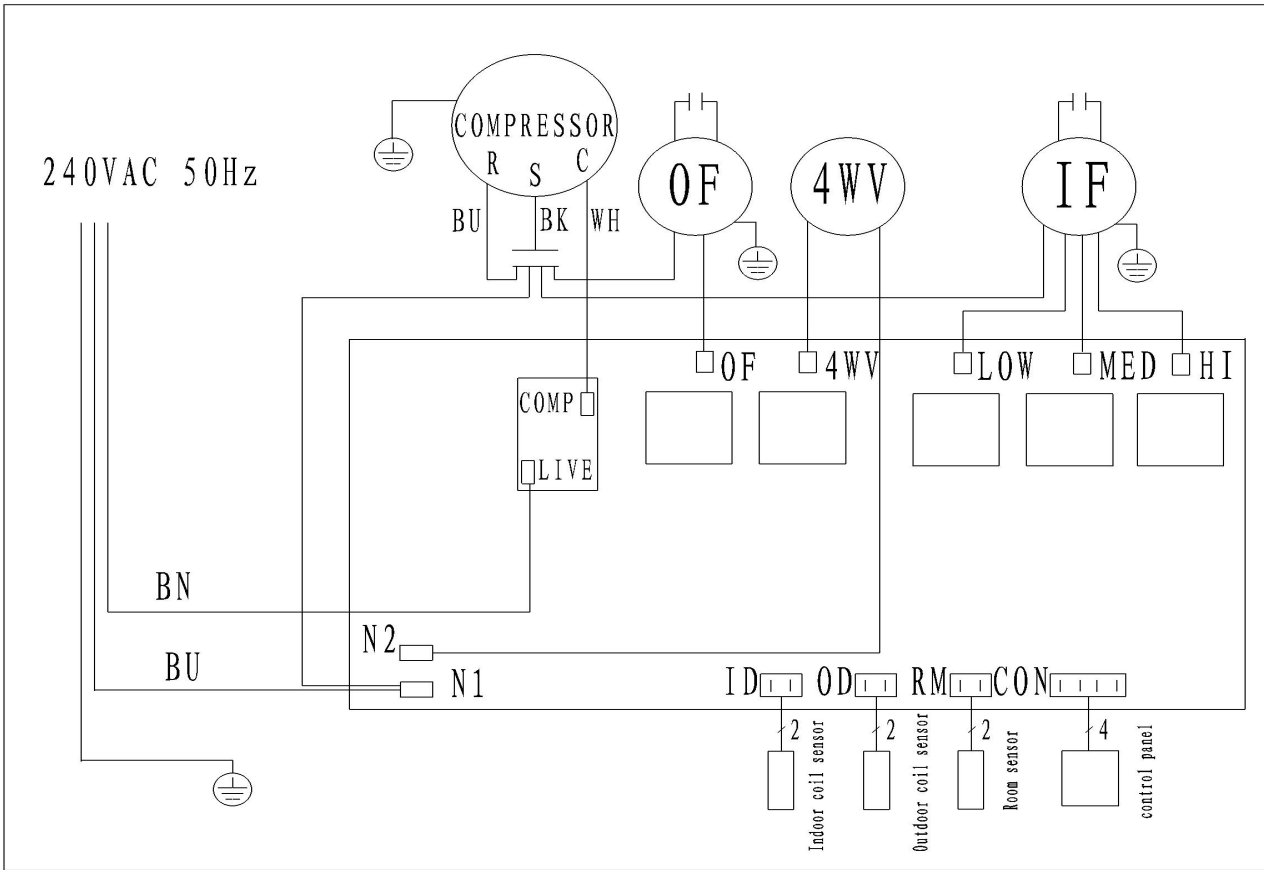 240VAC 50Hz
COMPRESSOR
R
S
C
OF
4WV
IF
BU
BK
WH
OF
4WV
LOW
MED
HI
COMP
LIVE
BN
BU
N2
N1
ID
OD
RM
CON
2
2
2
4
Indoor coil sensor
Outdoor coil sensor
Room sensor
control panel